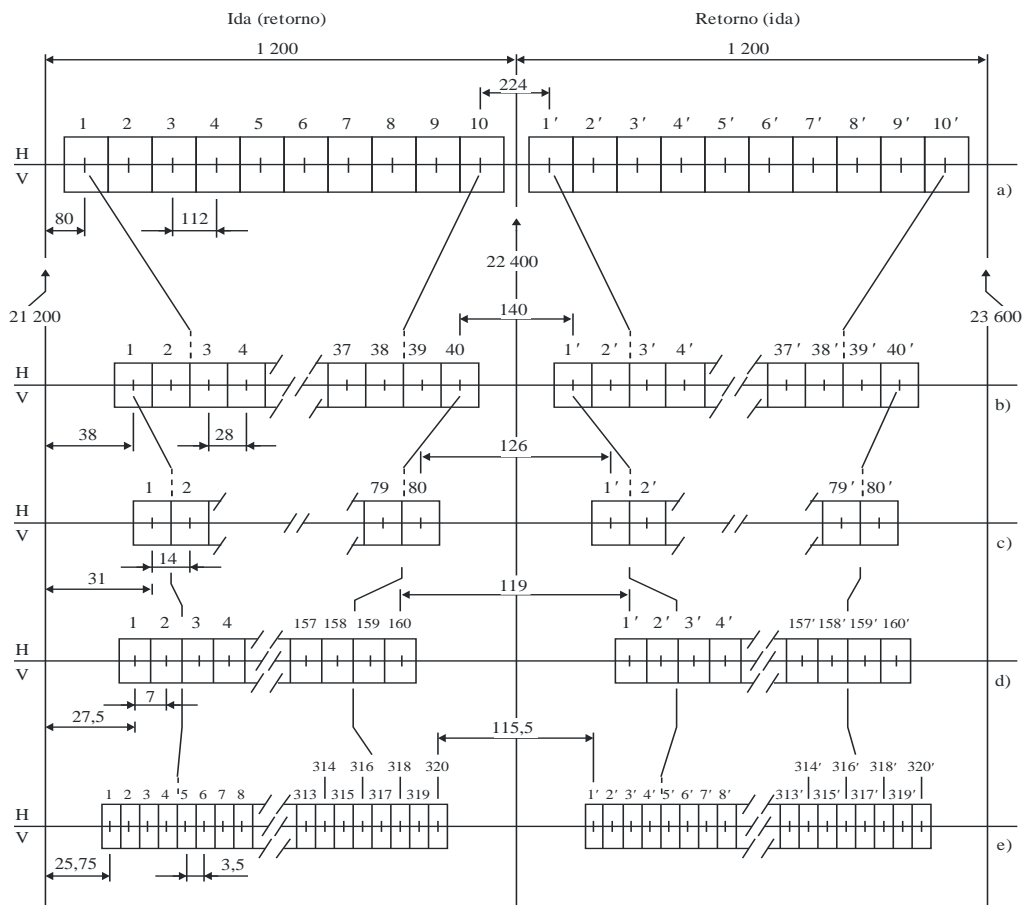 Ida (retorno) Retorno (ida)
1 200 1 200
224
1 2 3 4 5 6 7 8 9 10 1′ 2′ 3′ 4′ 5′ 6′ 7′ 8′ 9′ 10′
H
V
a)
80 112
22 400
21 200 23 600
140
1 2 3 4 37 38 39 40 1′ 2′ 3′ 4′ 37′ 38′ 39′ 40′
H
V
b)
38 28
126
1 2 79 80 1′ 2′ 79′ 80′
H
V
c)
14
31
119
1 2 3 4 157 158 159 160 1′ 2′ 3′ 4′ 157′ 158′ 159′ 160′
H
V
d)
7
27,5
115,5
314 316 318 320 314′ 316′ 318′ 320′
1 2 3 4 5 6 7 8 313 315 317 319 1′ 2′ 3′ 4′ 5′ 6′ 7′ 8′ 313′ 315′ 317′ 319′
H
V
e)
25,75 3,5